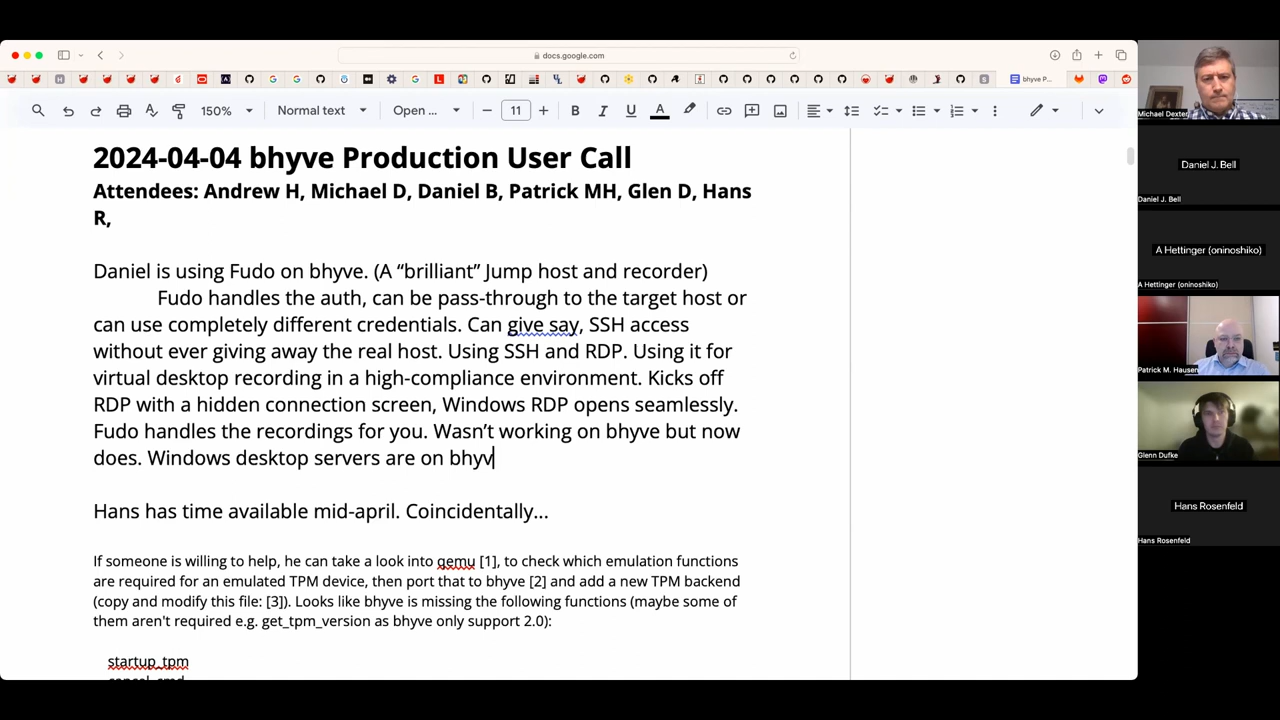 docs.google.com
bhyve P...
150%
Normal text
Open ...
11
2024-04-04 bhyve Production User Call
Attendees: Andrew H, Michael D, Daniel B, Patrick MH, Glen D, Hans
R,
Daniel is using Fudo on bhyve. (A “brilliant” Jump host and recorder)
Fudo handles the auth, can be pass-through to the target host or
can use completely different credentials. Can give say, SSH access
without ever giving away the real host. Using SSH and RDP. Using it for
virtual desktop recording in a high-compliance environment. Kicks off
RDP with a hidden connection screen, Windows RDP opens seamlessly.
Fudo handles the recordings for you. Wasn’t working on bhyve but now
does. Windows desktop servers are on bhyv
Hans has time available mid-april. Coincidentally...
If someone is willing to help, he can take a look into qemu [1], to check which emulation functions
are required for an emulated TPM device, then port that to bhyve [2] and add a new TPM backend
(copy and modify this file: [3]). Looks like bhyve is missing the following functions (maybe some of
them aren't required e.g. get_tpm_version as bhyve only support 2.0):
startup_tpm
cancel_cmd
Michael Dexter
Daniel J. Bell
Daniel J. Bell
A Hettinger (oninoshiko)
A Hettinger (oninoshiko)
Patrick M. Hausen
Glenn Dufke
Hans Rosenfeld
Hans Rosenfeld